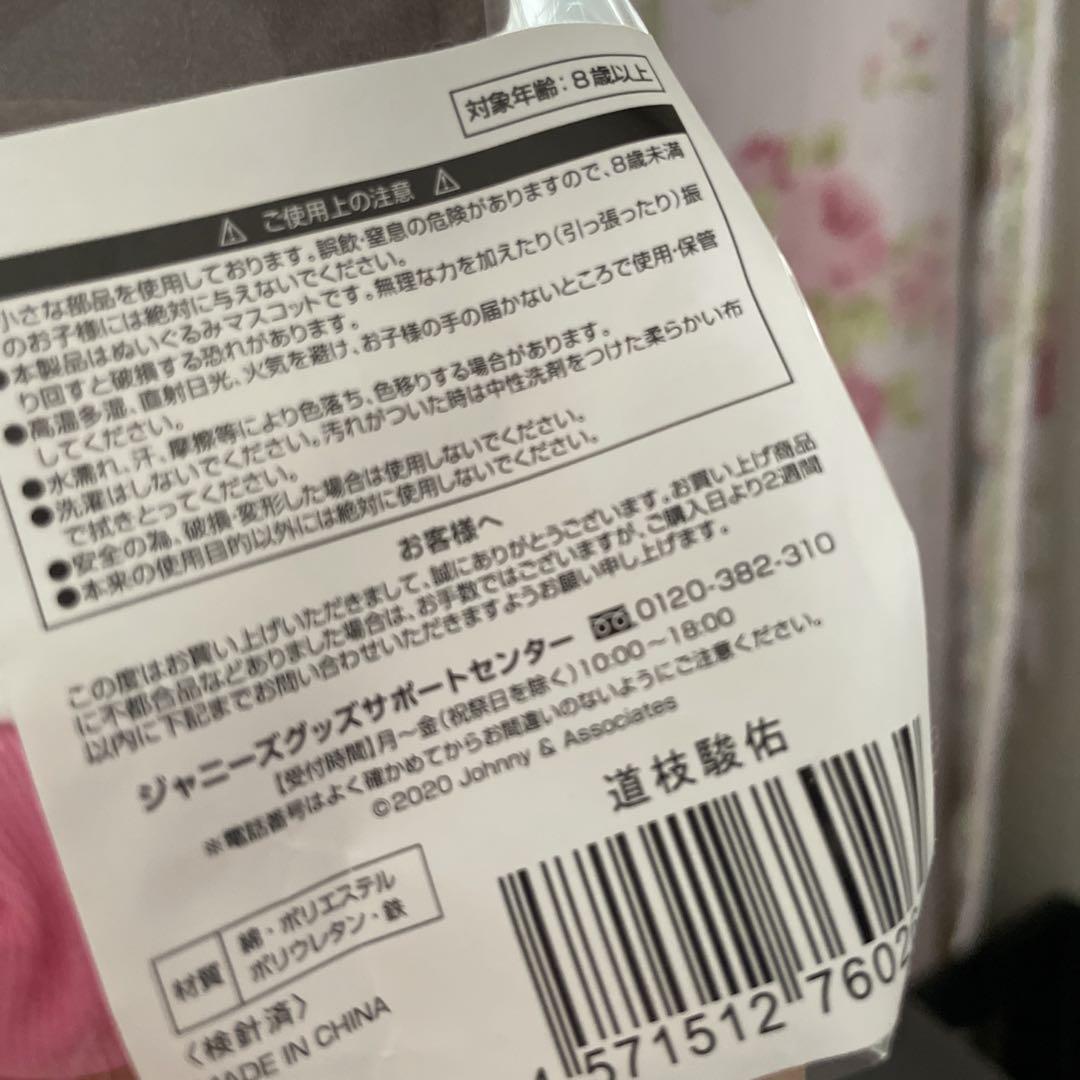 対象年齢：8歳以上
⚠ ご使用上の注意 ⚠
小さな部品を使用しております。誤飲・窒息の危険がありますので、8歳未満
のお子様には絶対に与えないでください。
●本製品はぬいぐるみマスコットです。無理な力を加えたり(引っ張ったり)振
り回すと破損する恐れがあります。
●高温多湿、直射日光、火気を避け、お子様の手の届かないところで使用・保管
してください。
●水濡れ、汗、摩擦等により色落ち、色移りする場合があります。
●洗濯はしないでください。汚れがついた時は中性洗剤をつけた柔らかい布
で拭きとってください。
●安全の為、破損・変形した場合は使用しないでください。
●本来の使用目的以外には絶対に使用しないでください。
お客様へ
この度はお買い上げいただきまして、誠にありがとうございます。お買い上げ商品
に不都合品などありました場合は、お手数ではございますが、ご購入日より2週間
以内に下記までお問い合わせいただきますようお願い申し上げます。
ジャニーズグッズサポートセンター 0120-382-310
【受付時間】月〜金(祝祭日を除く)10:00〜18:00
※電話番号はよく確かめてからお間違いのないようにご注意ください。
©2020 Johnny & Associates
道枝駿佑
材質 綿・ポリエステル
ポリウレタン・鉄
〈検針済〉
MADE IN CHINA
4 571512 7602